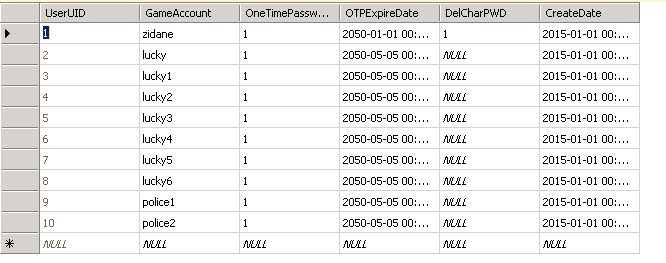 UserUID GameAccount OneTimePassw... OTPExpireDate DelCharPWD CreateDate
1 zidane 1 2050-01-01 00:... 1 2015-01-01 00:...
2 lucky 1 2050-05-05 00:... NULL 2015-01-01 00:...
3 lucky1 1 2050-05-05 00:... NULL 2015-01-01 00:...
4 lucky2 1 2050-05-05 00:... NULL 2015-01-01 00:...
5 lucky3 1 2050-05-05 00:... NULL 2015-01-01 00:...
6 lucky4 1 2050-05-05 00:... NULL 2015-01-01 00:...
7 lucky5 1 2050-05-05 00:... NULL 2015-01-01 00:...
8 lucky6 1 2050-05-05 00:... NULL 2015-01-01 00:...
9 police1 1 2050-05-05 00:... NULL 2015-01-01 00:...
10 police2 1 2050-05-05 00:... NULL 2015-01-01 00:...
NULL NULL NULL NULL NULL NULL